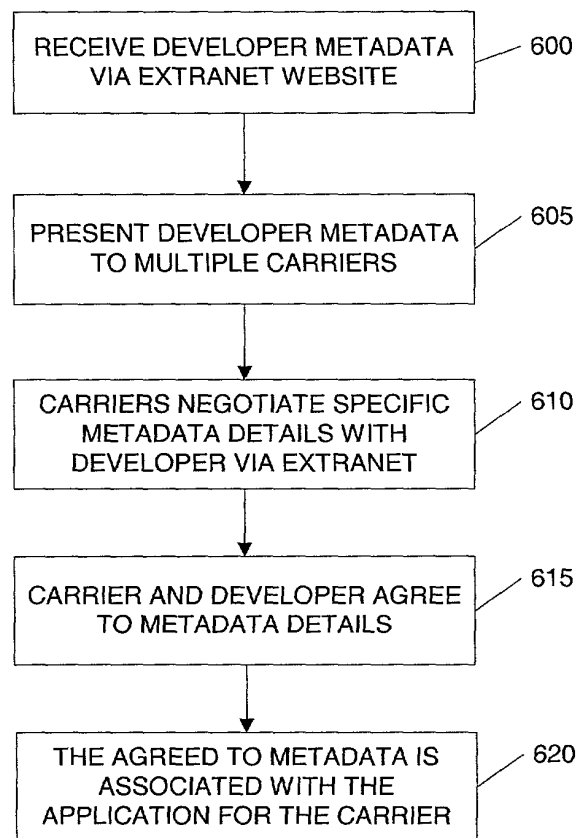 RECEIVE DEVELOPER METADATA
VIA EXTRANET WEBSITE
600
PRESENT DEVELOPER METADATA
TO MULTIPLE CARRIERS
605
CARRIERS NEGOTIATE SPECIFIC
METADATA DETAILS WITH
DEVELOPER VIA EXTRANET
610
CARRIER AND DEVELOPER AGREE
TO METADATA DETAILS
615
THE AGREED TO METADATA IS
ASSOCIATED WITH THE
APPLICATION FOR THE CARRIER
620